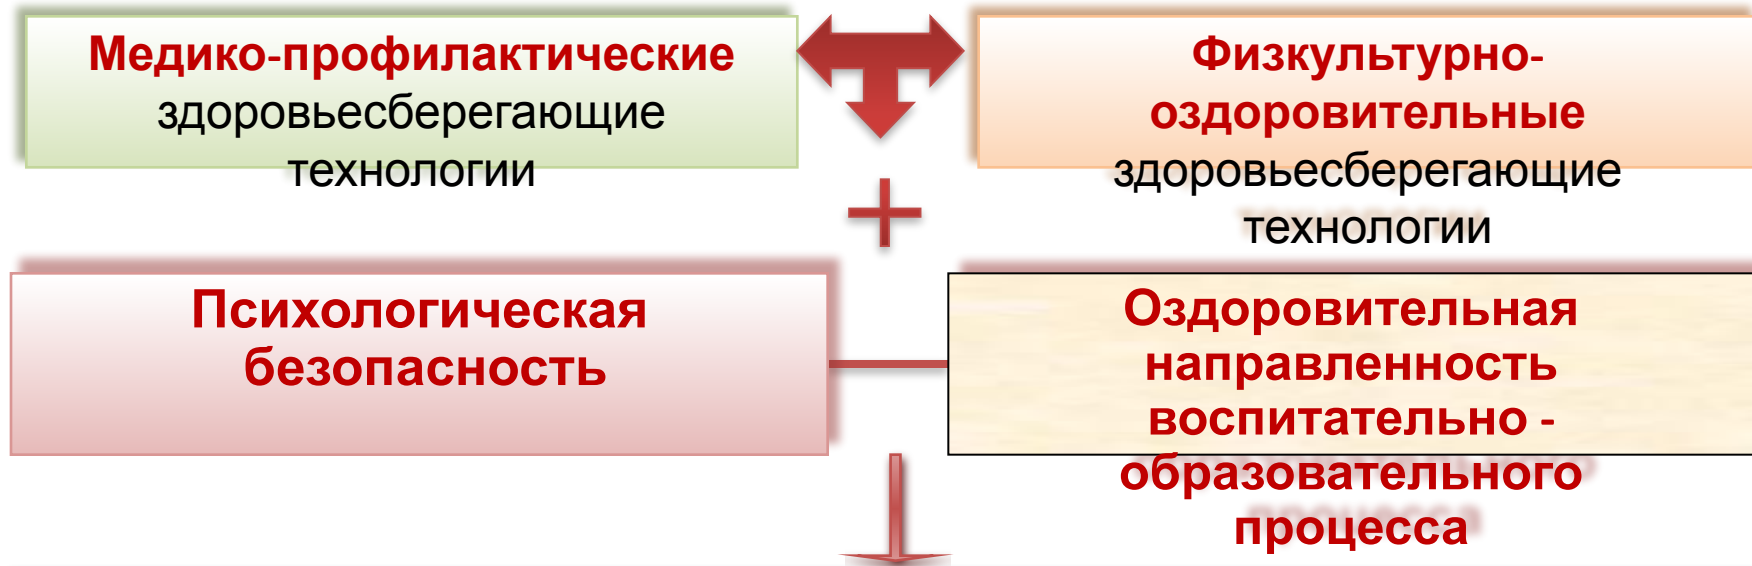 Медико-профилактические
здоровьесберегающие
технологии
Физкультурно-
оздоровительные
здоровьесберегающие
технологии
Психологическая
безопасность
Оздоровительная
направленность
воспитательно -
образовательного
процесса